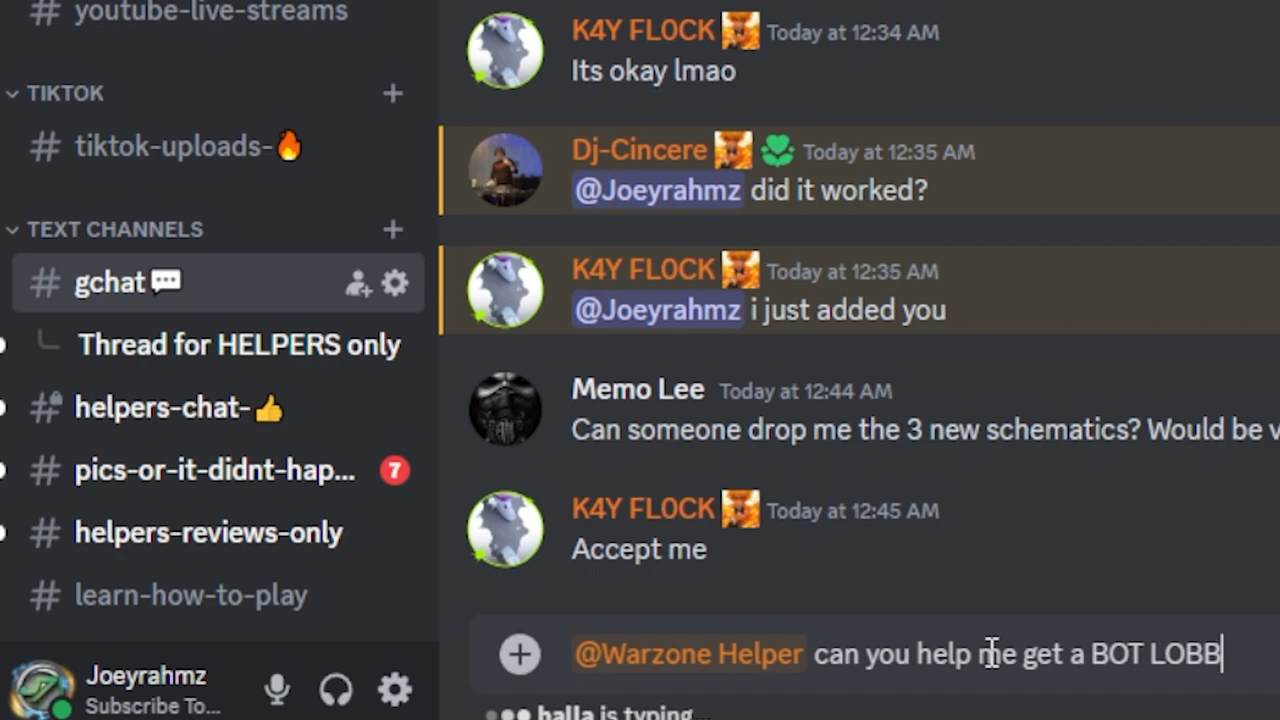 # youtube-live-streams
TIKTOK
# tiktok-uploads-🔥
TEXT CHANNELS
# gchat💬
Thread for HELPERS only
# helpers-chat-👍
# pics-or-it-didnt-hap... 7
# helpers-reviews-only
# learn-how-to-play
Joeyrahmz
Subscribe To...
K4Y FL0CK Today at 12:34 AM
Its okay lmao
Dj-Cincere Today at 12:35 AM
@Joeyrahmz did it worked?
K4Y FL0CK Today at 12:35 AM
@Joeyrahmz i just added you
Memo Lee Today at 12:44 AM
Can someone drop me the 3 new schematics? Would be v
K4Y FL0CK Today at 12:45 AM
Accept me
@Warzone Helper can you help me get a BOT LOBB
halla is typing...